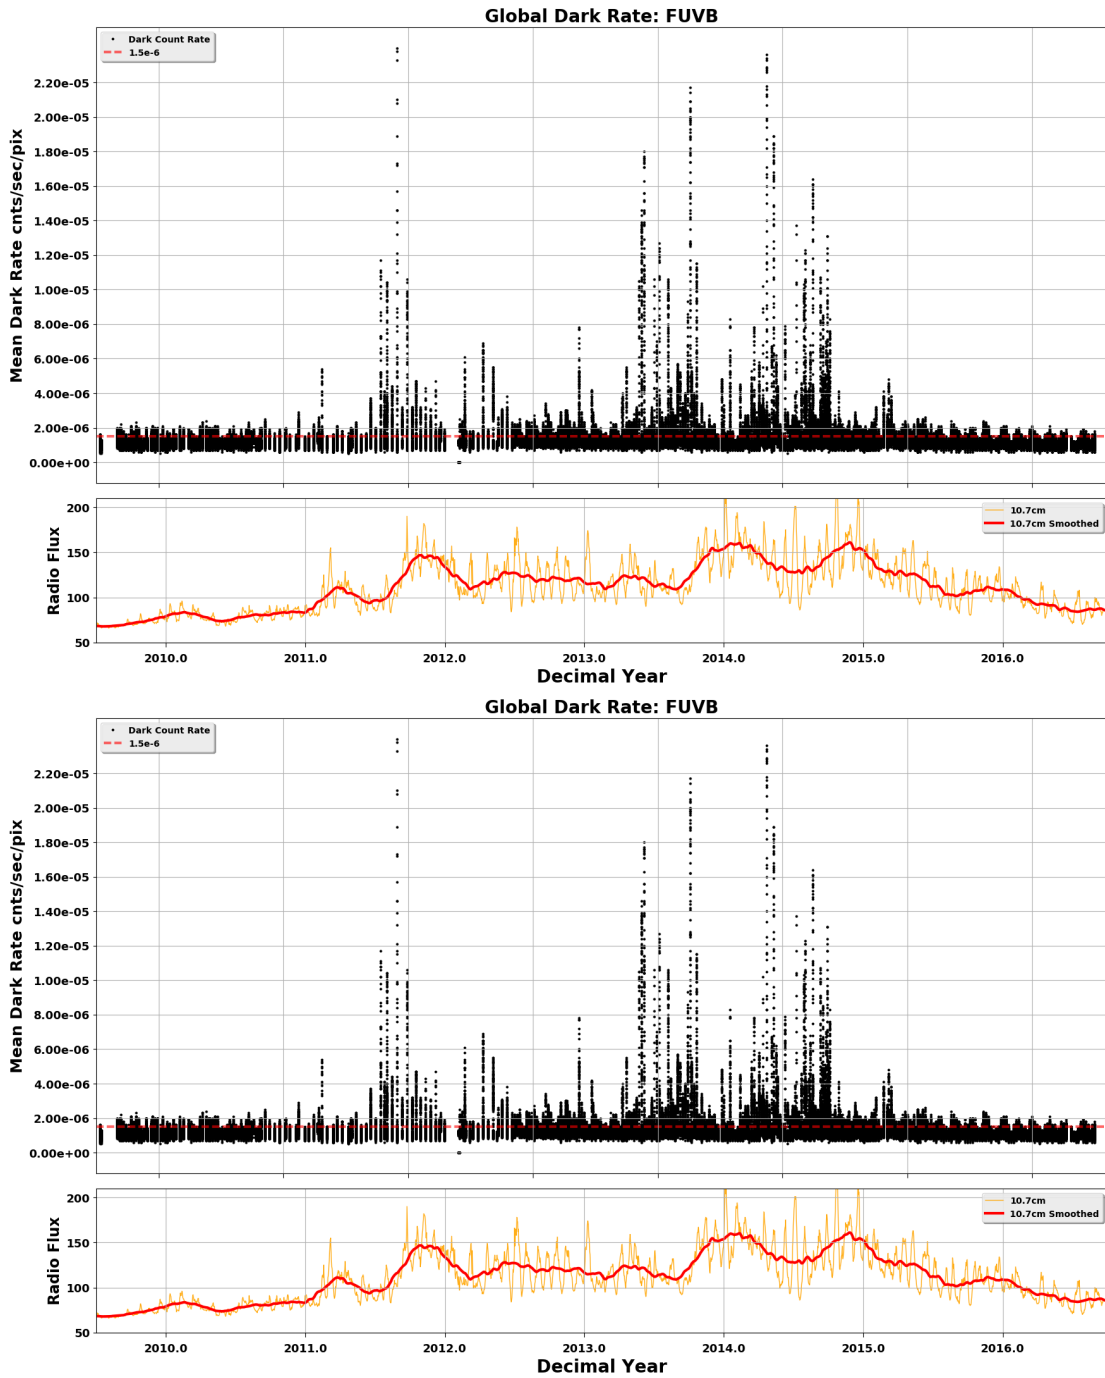 Global Dark Rate: FUVB
Dark Count Rate
1.5e-6
Mean Dark Rate cnts/sec/pix
2.20e-05
2.00e-05
1.80e-05
1.60e-05
1.40e-05
1.20e-05
1.00e-05
8.00e-06
6.00e-06
4.00e-06
2.00e-06
0.00e+00
10.7cm
10.7cm Smoothed
Radio Flux
200
150
100
50
2010.0 2011.0 2012.0 2013.0 2014.0 2015.0 2016.0
Decimal Year
Global Dark Rate: FUVB
Dark Count Rate
1.5e-6
Mean Dark Rate cnts/sec/pix
2.20e-05
2.00e-05
1.80e-05
1.60e-05
1.40e-05
1.20e-05
1.00e-05
8.00e-06
6.00e-06
4.00e-06
2.00e-06
0.00e+00
10.7cm
10.7cm Smoothed
Radio Flux
200
150
100
50
2010.0 2011.0 2012.0 2013.0 2014.0 2015.0 2016.0
Decimal Year